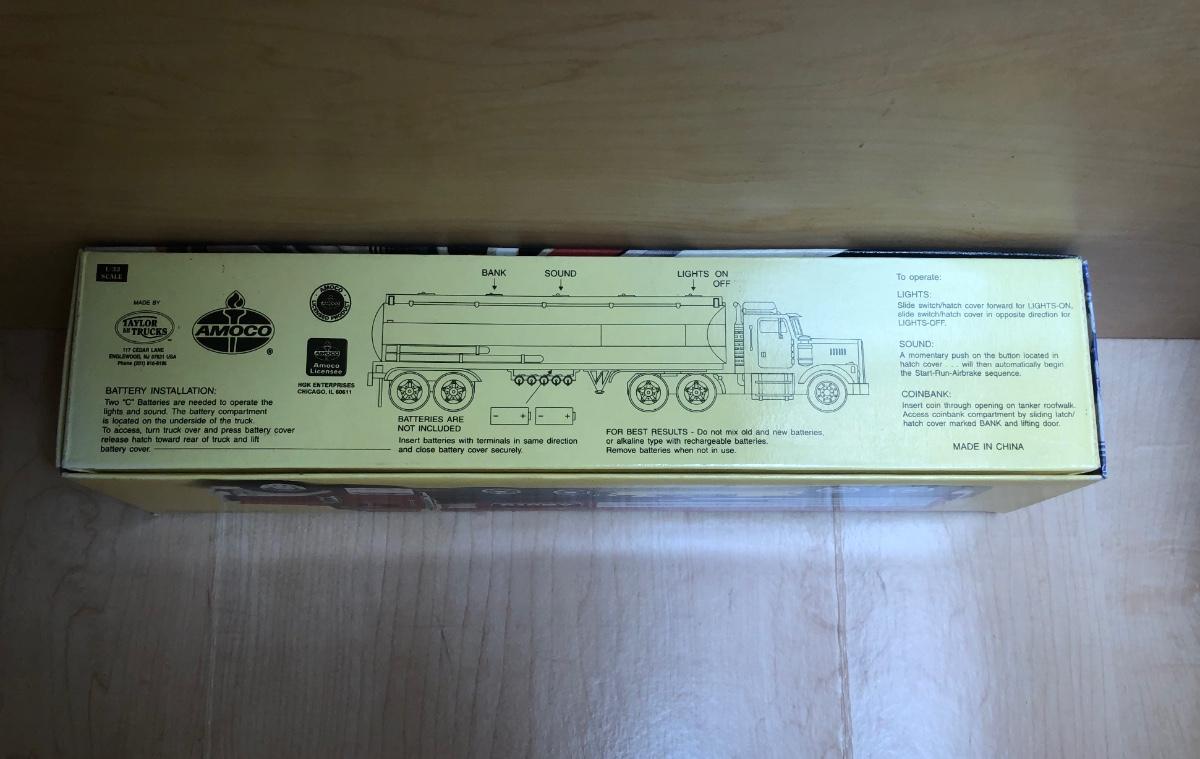 1/32
SCALE
MADE BY
TAYLOR
MADE TRUCKS
117 CEDAR LANE
ENGLEWOOD, NJ 07631 USA
AMOCO
®
AMOCO
Licensee
HGK ENTERPRISES
CHICAGO, IL 60611
BATTERY INSTALLATION:
Two "C" Batteries are needed to operate the
lights and sound. The battery compartment
is located on the underside of the truck.
To access, turn truck over and press battery cover
release hatch toward rear of truck and lift
battery cover.
BANK
SOUND
LIGHTS ON
OFF
BATTERIES ARE
NOT INCLUDED
Insert batteries with terminals in same direction
and close battery cover securely.
- +
- +
FOR BEST RESULTS - Do not mix old and new batteries,
or alkaline type with rechargeable batteries.
Remove batteries when not in use.
To operate:
LIGHTS:
Slide switch/hatch cover forward for LIGHTS-ON,
slide switch/hatch cover in opposite direction for
LIGHTS-OFF.
SOUND:
A momentary push on the button located in
hatch cover . . . will then automatically begin
the Start-Run-Airbrake sequence.
COINBANK:
Insert coin through opening on tanker roofwalk.
Access coinbank compartment by sliding latch/
hatch cover marked BANK and lifting door.
MADE IN CHINA